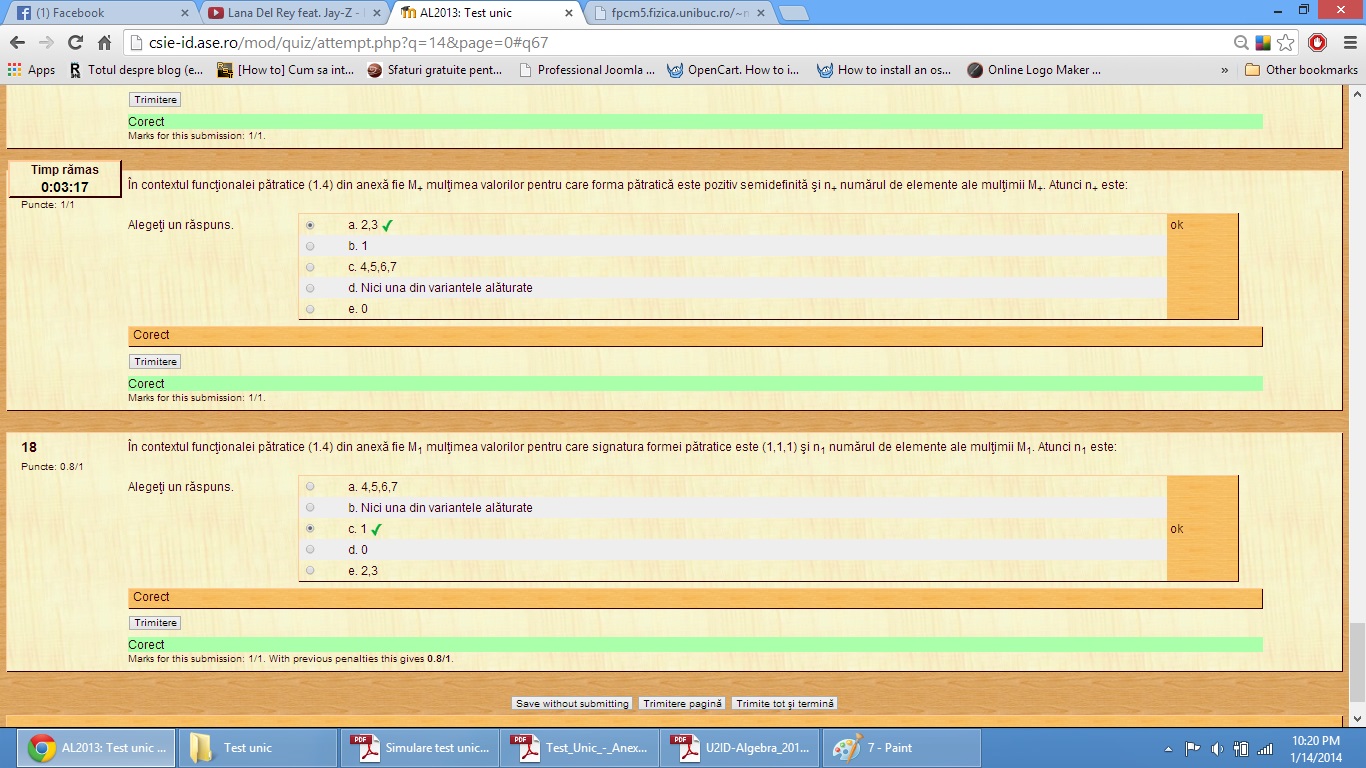 (1) Facebook
Lana Del Rey feat. Jay-Z -
AL2013: Test unic
fpcm5.fizica.unibuc.ro/~n
csie-id.ase.ro/mod/quiz/attempt.php?q=14&page=0#q67
Apps
Totul despre blog (e...
[How to] Cum sa int...
Sfaturi gratuite pent...
Professional Joomla ...
OpenCart. How to i...
How to install an os...
Online Logo Maker ...
»
Other bookmarks
Trimitere
Corect
Marks for this submission: 1/1.
Timp rămas
0:03:17
Puncte: 1/1
În contextul funcţionalei pătratice (1.4) din anexă fie M+ mulţimea valorilor pentru care forma pătratică este pozitiv semidefinită şi n+ numărul de elemente ale mulţimii M+. Atunci n+ este:
Alegeţi un răspuns.
a. 2,3 ✓ ok
b. 1
c. 4,5,6,7
d. Nici una din variantele alăturate
e. 0
Corect
Trimitere
Corect
Marks for this submission: 1/1.
18
Puncte: 0.8/1
În contextul funcţionalei pătratice (1.4) din anexă fie M1 mulţimea valorilor pentru care signatura formei pătratice este (1,1,1) şi n1 numărul de elemente ale mulţimii M1. Atunci n1 este:
Alegeţi un răspuns.
a. 4,5,6,7
b. Nici una din variantele alăturate
c. 1 ✓ ok
d. 0
e. 2,3
Corect
Trimitere
Corect
Marks for this submission: 1/1. With previous penalties this gives 0.8/1.
Save without submitting
Trimitere pagină
Trimite tot şi termină
AL2013: Test unic ...
Test unic
Simulare test unic...
Test_Unic_-_Anex...
U2ID-Algebra_201...
7 - Paint
10:20 PM
1/14/2014